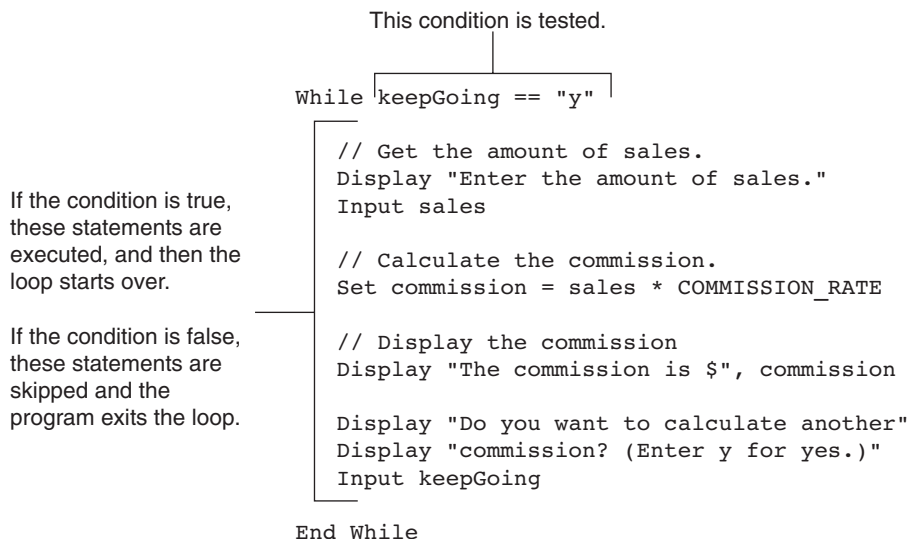 This condition is tested.
While keepGoing == "y"
// Get the amount of sales.
Display "Enter the amount of sales."
Input sales
// Calculate the commission.
Set commission = sales * COMMISSION_RATE
// Display the commission
Display "The commission is $", commission
Display "Do you want to calculate another"
Display "commission? (Enter y for yes.)"
Input keepGoing
End While
If the condition is true,
these statements are
executed, and then the
loop starts over.
If the condition is false,
these statements are
skipped and the
program exits the loop.